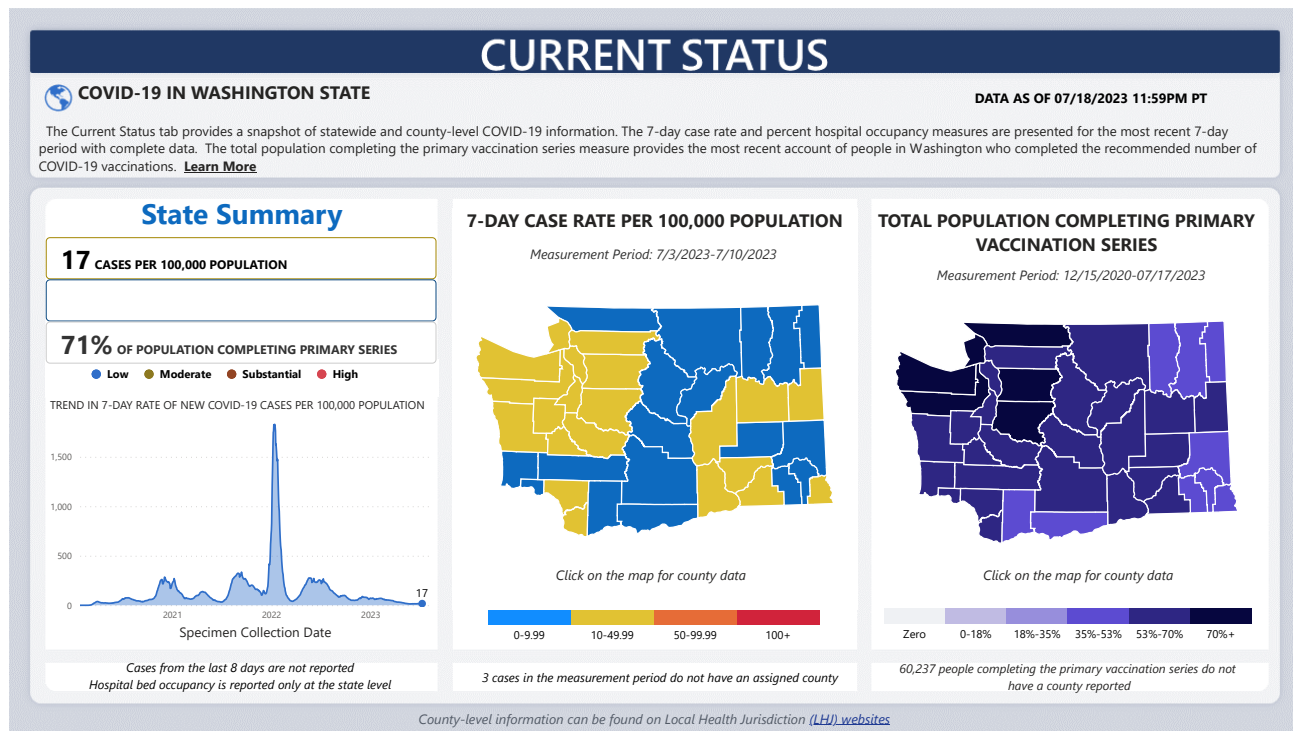 CURRENT STATUS
COVID-19 IN WASHINGTON STATE
DATA AS OF 07/18/2023 11:59PM PT
The Current Status tab provides a snapshot of statewide and county-level COVID-19 information. The 7-day case rate and percent hospital occupancy measures are presented for the most recent 7-day
period with complete data. The total population completing the primary vaccination series measure provides the most recent account of people in Washington who completed the recommended number of
COVID-19 vaccinations. Learn More
State Summary
17 CASES PER 100,000 POPULATION
71% OF POPULATION COMPLETING PRIMARY SERIES
Low Moderate Substantial High
TREND IN 7-DAY RATE OF NEW COVID-19 CASES PER 100,000 POPULATION
1,500
1,000
500
0
17
2021 2022 2023
Specimen Collection Date
Cases from the last 8 days are not reported
Hospital bed occupancy is reported only at the state level
7-DAY CASE RATE PER 100,000 POPULATION
Measurement Period: 7/3/2023-7/10/2023
Click on the map for county data
0-9.99 10-49.99 50-99.99 100+
3 cases in the measurement period do not have an assigned county
TOTAL POPULATION COMPLETING PRIMARY
VACCINATION SERIES
Measurement Period: 12/15/2020-07/17/2023
Click on the map for county data
Zero 0-18% 18%-35% 35%-53% 53%-70% 70%+
60,237 people completing the primary vaccination series do not
have a county reported
County-level information can be found on Local Health Jurisdiction (LHJ) websites